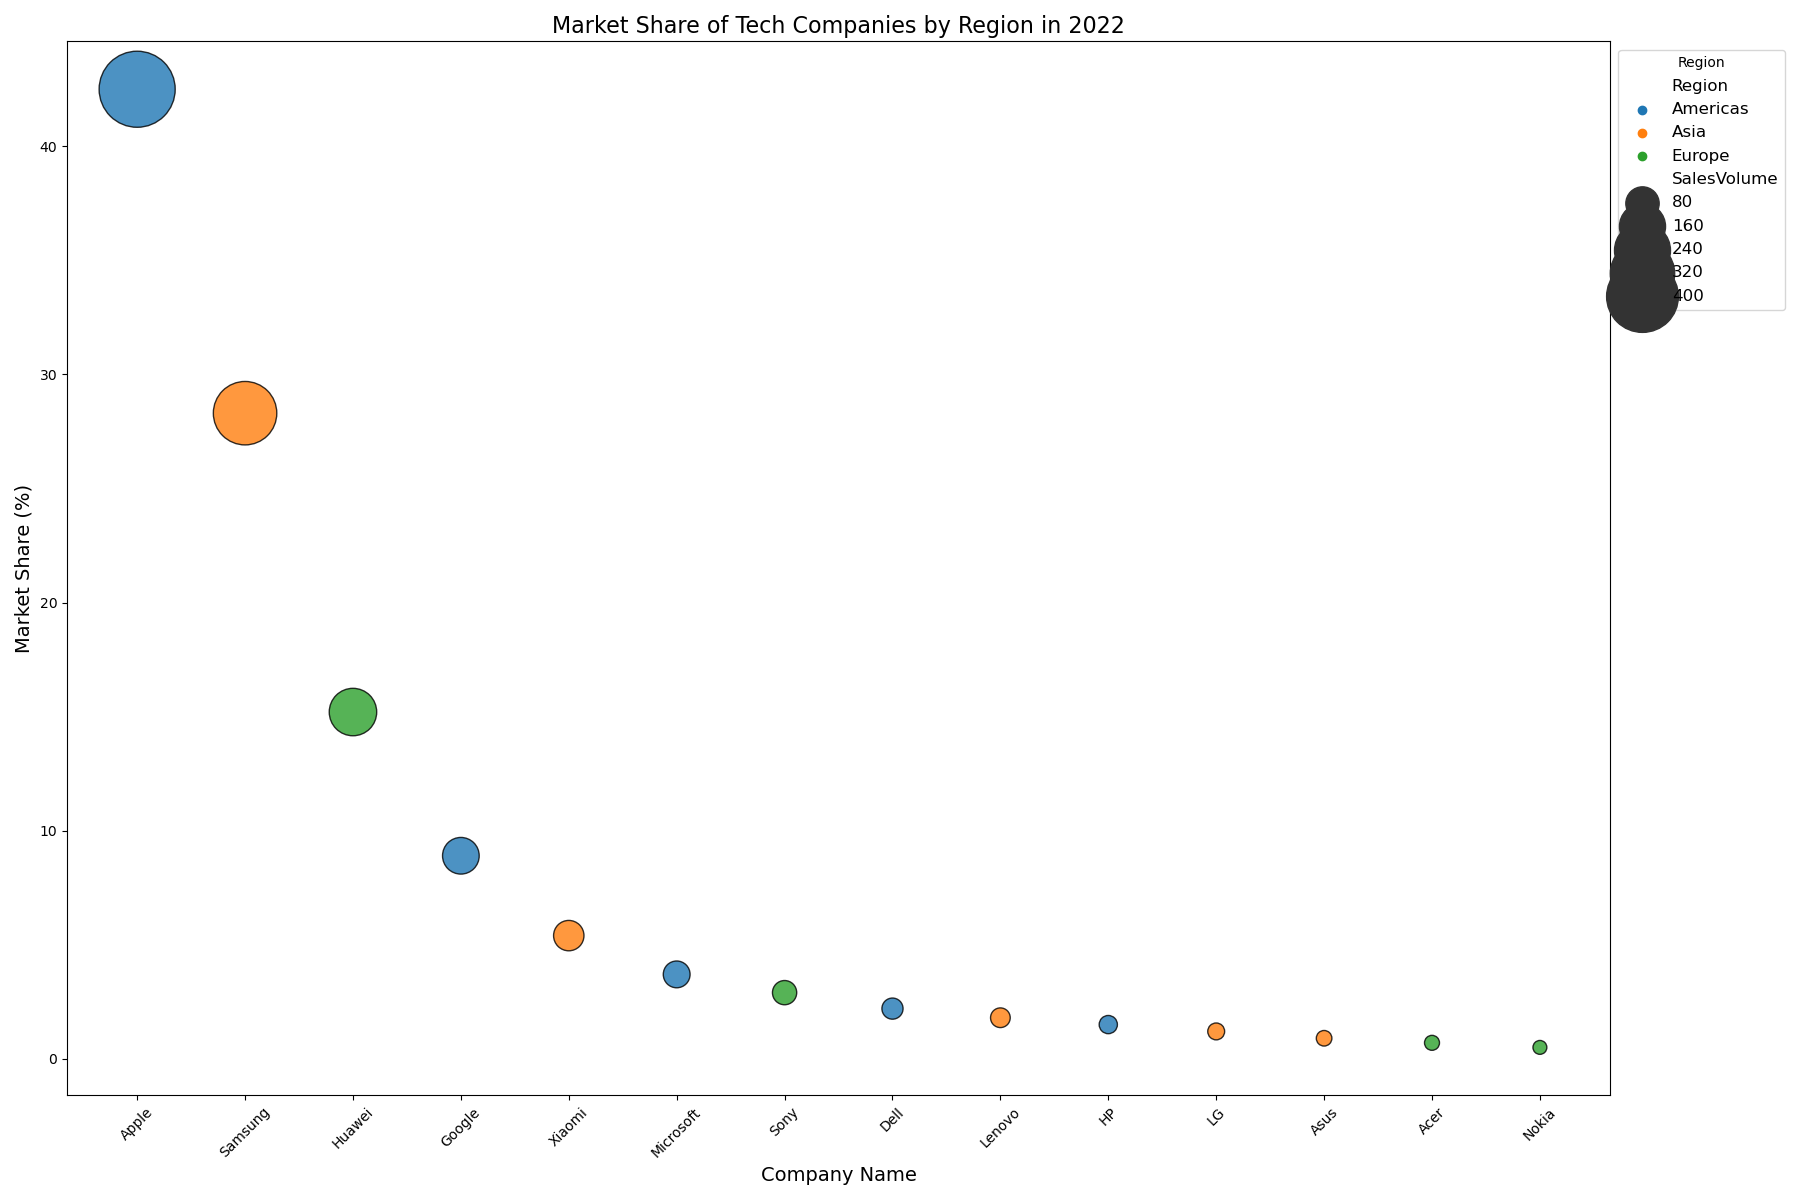 Market Share of Tech Companies by Region in 2022
Region
Region
Americas
Asia
Europe
SalesVolume
80
160
240
320
400
Market Share (%)
40
30
20
10
0
Apple
Samsung
Huawei
Google
Xiaomi
Microsoft
Sony
Dell
Lenovo
HP
LG
Asus
Acer
Nokia
Company Name